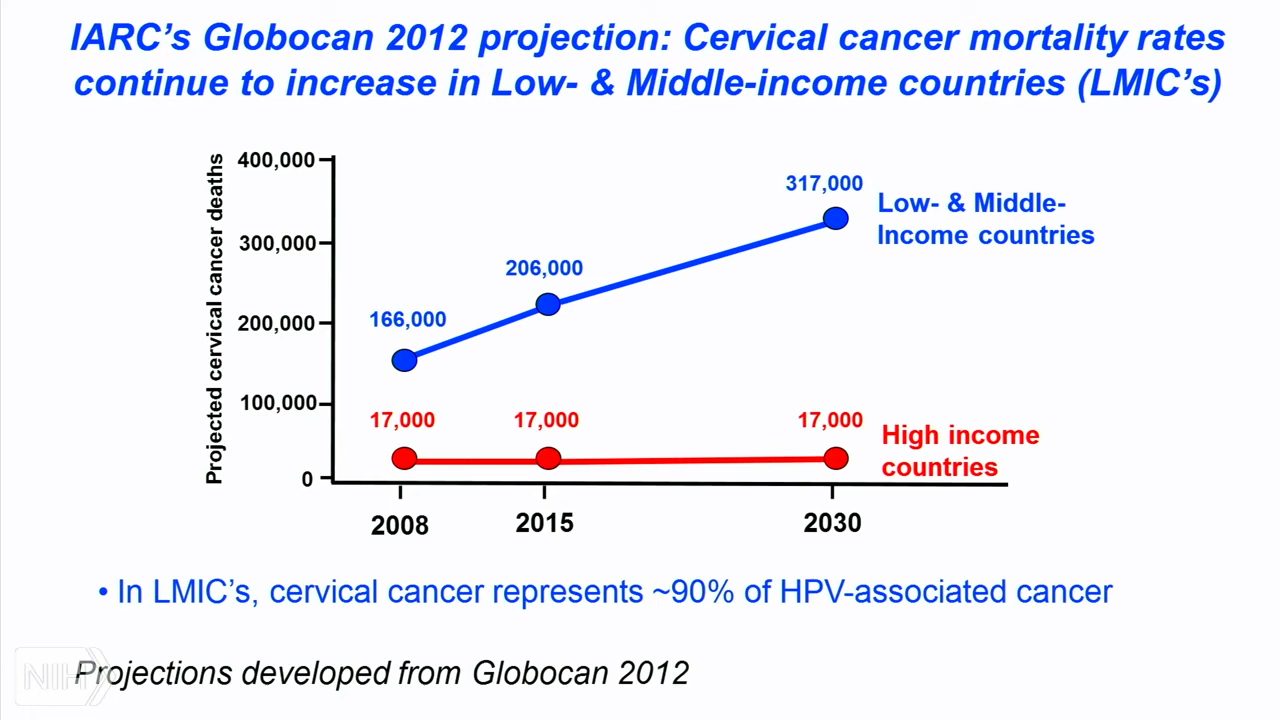 IARC's Globocan 2012 projection: Cervical cancer mortality rates
continue to increase in Low- & Middle-income countries (LMIC's)
Projected cervical cancer deaths
400,000
300,000
200,000
100,000
0
166,000
206,000
317,000
Low- & Middle-
Income countries
17,000
17,000
17,000
High income
countries
2008
2015
2030
• In LMIC's, cervical cancer represents ~90% of HPV-associated cancer
Projections developed from Globocan 2012
NIH